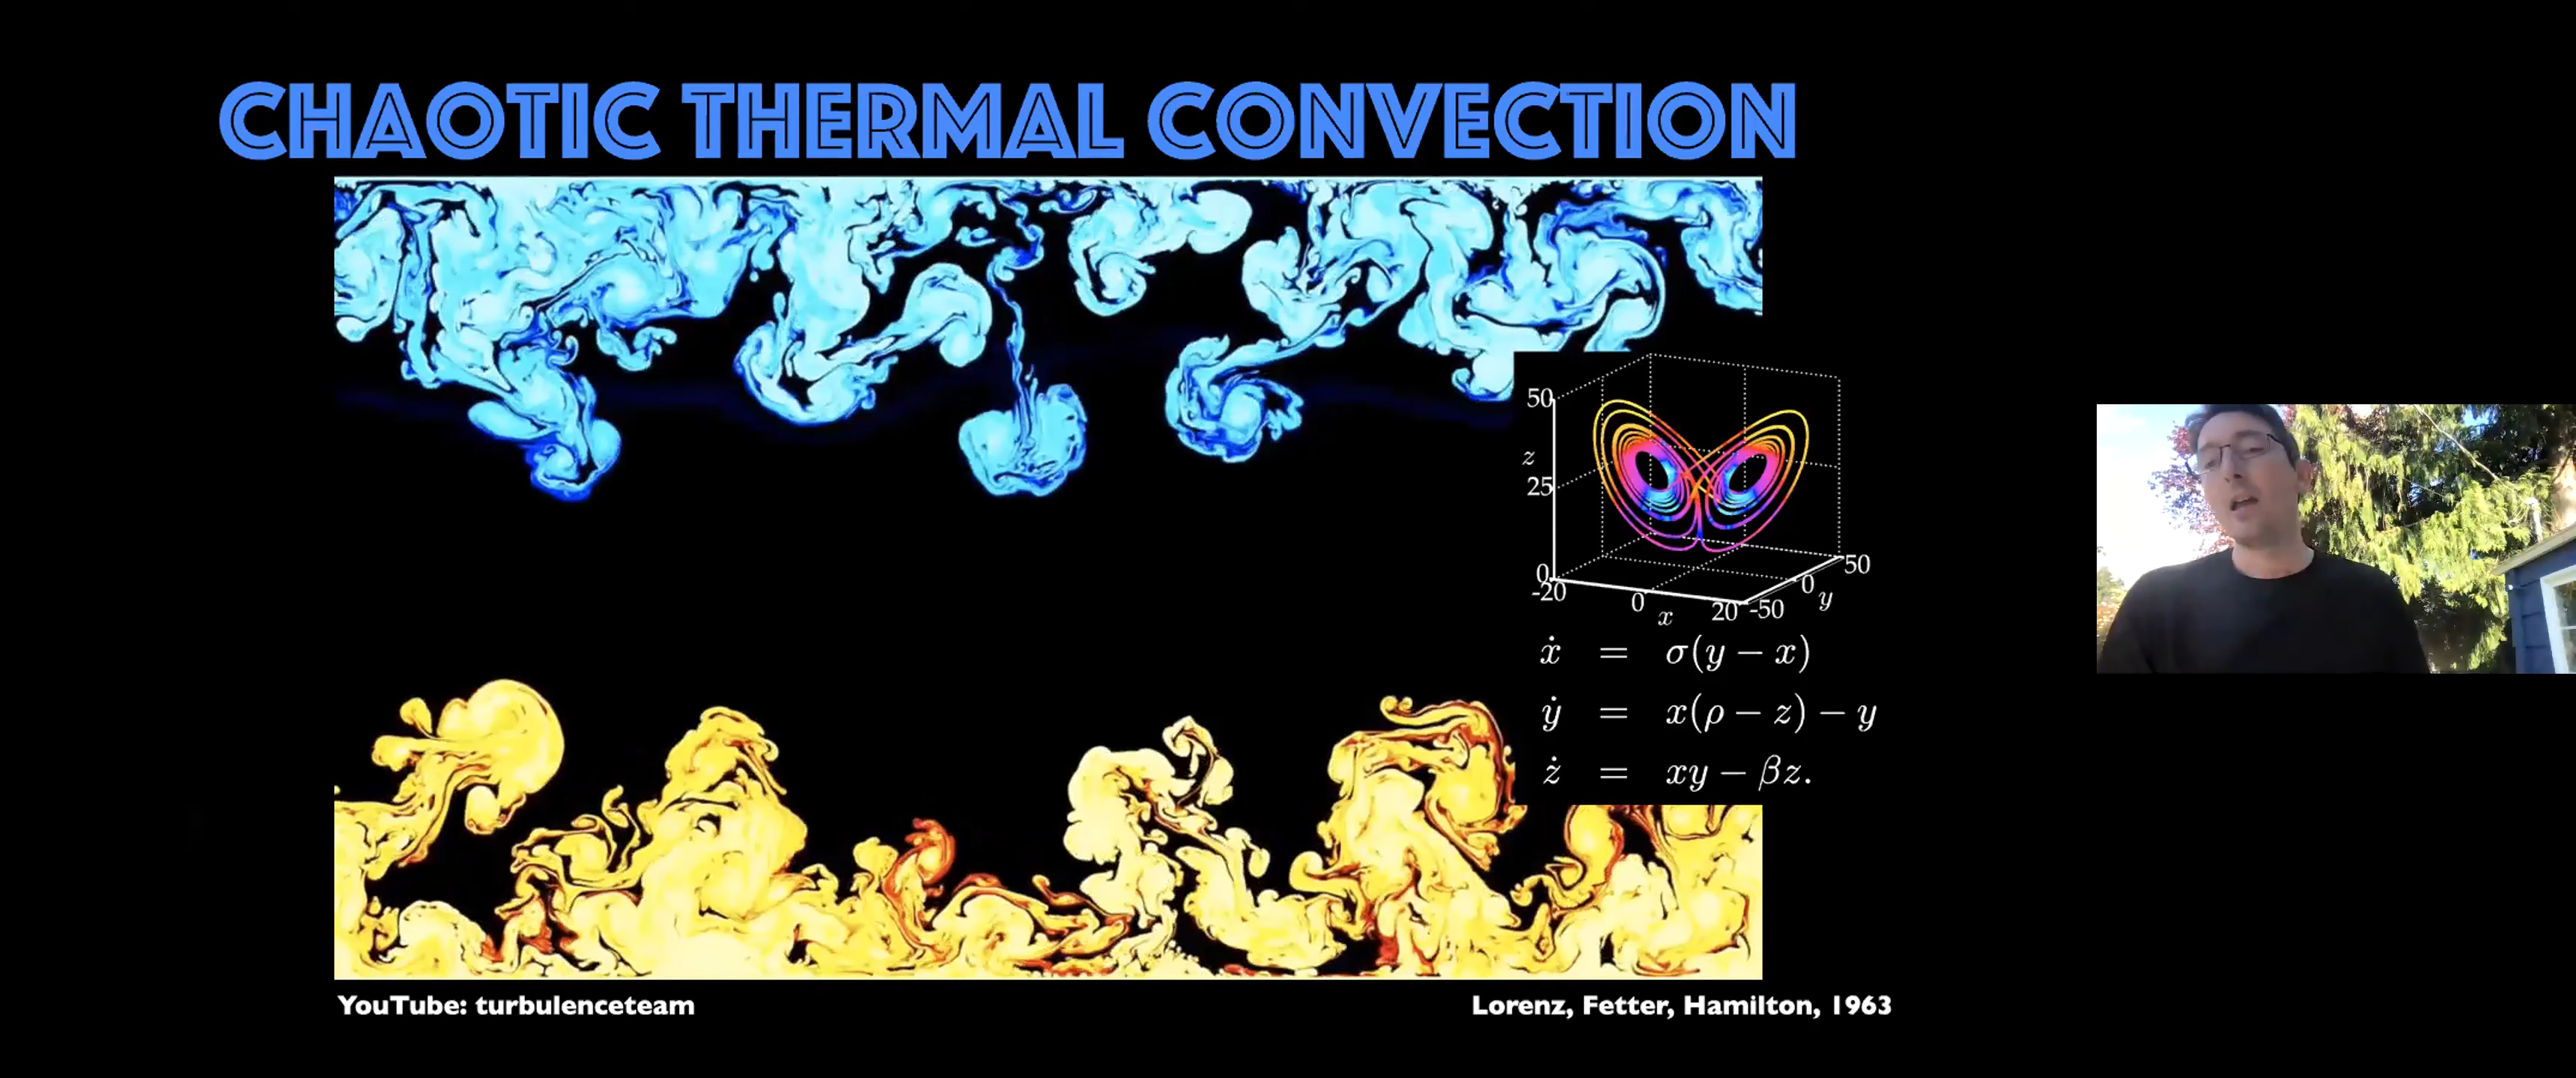 CHAOTIC THERMAL CONVECTION
50
z
25
0
-20
0
x
20
-50
0
y
50
ẋ = σ(y − x)
ẏ = x(ρ − z) − y
ż = xy − βz.
YouTube: turbulenceteam
Lorenz, Fetter, Hamilton, 1963